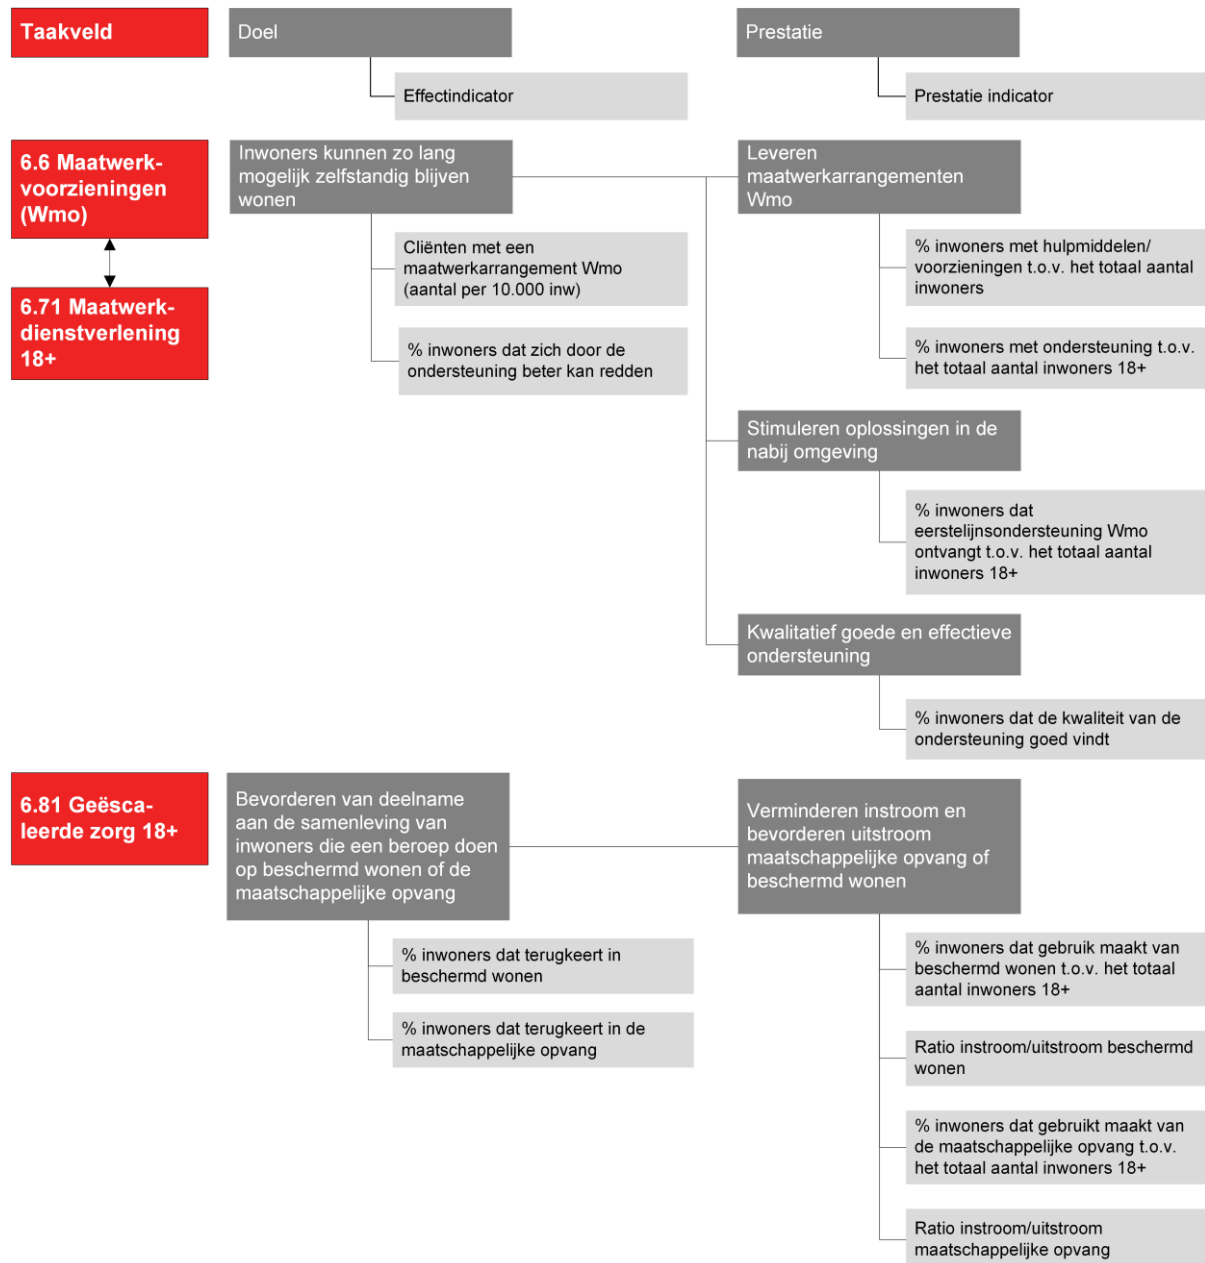 Taakveld
Doel
Prestatie
Effectindicator
Prestatie indicator
6.6 Maatwerk-
voorzieningen
(Wmo)
Inwoners kunnen zo lang
mogelijk zelfstandig blijven
wonen
Leveren
maatwerkarrangementen
Wmo
Cliënten met een
maatwerkarrangement Wmo
(aantal per 10.000 inw)
% inwoners met hulpmiddelen/
voorzieningen t.o.v. het totaal aantal
inwoners
6.71 Maatwerk-
dienstverlening
18+
% inwoners dat zich door de
ondersteuning beter kan redden
% inwoners met ondersteuning t.o.v.
het totaal aantal inwoners 18+
Stimuleren oplossingen in de
nabij omgeving
% inwoners dat
eerstelijnsondersteuning Wmo
ontvangt t.o.v. het totaal aantal
inwoners 18+
Kwalitatief goede en effectieve
ondersteuning
% inwoners dat de kwaliteit van de
ondersteuning goed vindt
6.81 Geësca-
leerde zorg 18+
Bevorderen van deelname
aan de samenleving van
inwoners die een beroep doen
op beschermd wonen of de
maatschappelijke opvang
Verminderen instroom en
bevorderen uitstroom
maatschappelijke opvang of
beschermd wonen
% inwoners dat terugkeert in
beschermd wonen
% inwoners dat terugkeert in de
maatschappelijke opvang
% inwoners dat gebruik maakt van
beschermd wonen t.o.v. het totaal
aantal inwoners 18+
Ratio instroom/uitstroom beschermd
wonen
% inwoners dat gebruikt maakt van
de maatschappelijke opvang t.o.v.
het totaal aantal inwoners 18+
Ratio instroom/uitstroom
maatschappelijke opvang